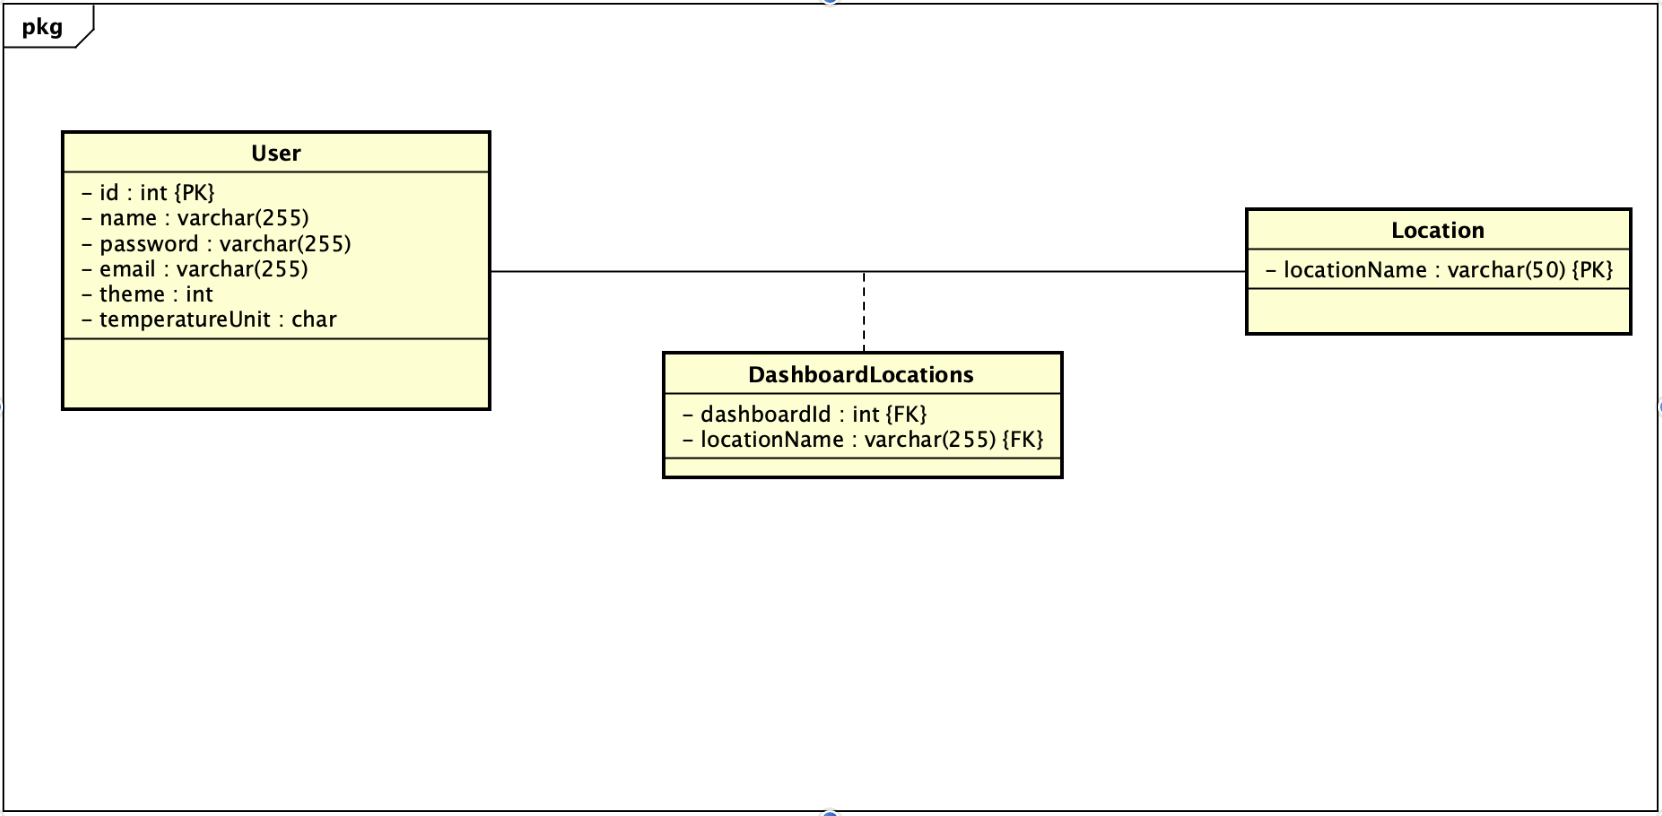 pkg
User
- id : int {PK}
- name : varchar(255)
- password : varchar(255)
- email : varchar(255)
- theme : int
- temperatureUnit : char
Location
- locationName : varchar(50) {PK}
DashboardLocations
- dashboardId : int {FK}
- locationName : varchar(255) {FK}